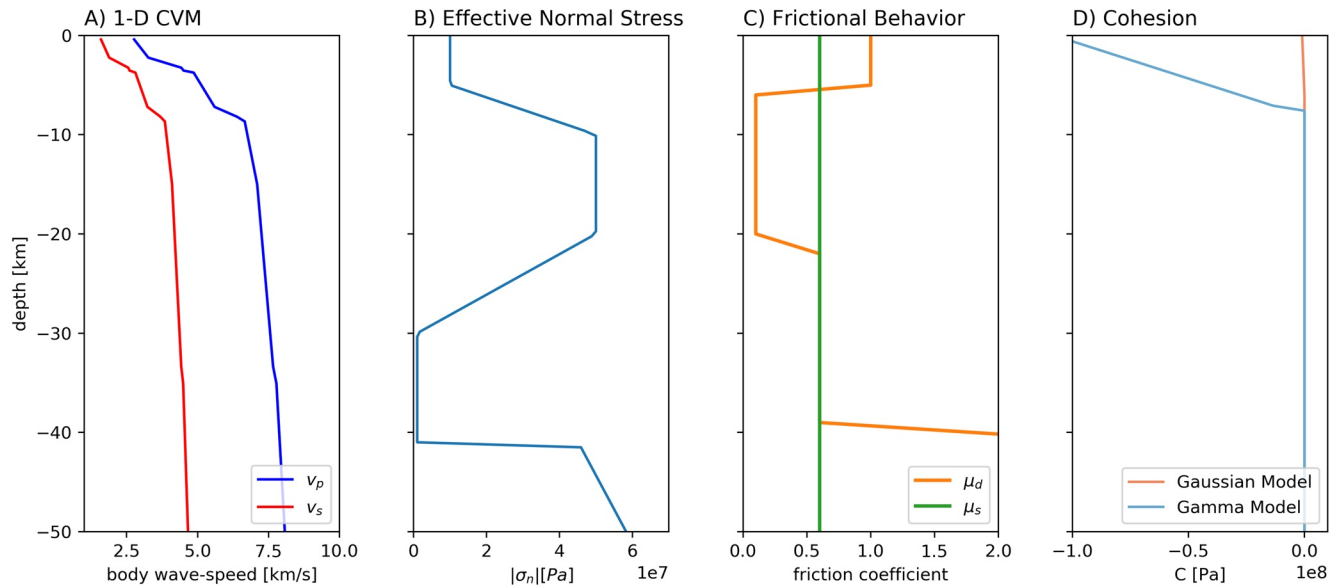 A) 1-D CVM
B) Effective Normal Stress
C) Frictional Behavior
D) Cohesion
depth [km]
0
−10
−20
−30
−40
−50
v_p
v_s
2.5 5.0 7.5 10.0
body wave-speed [km/s]
0 2 4 6
1e7
|σ_n|[Pa]
μ_d
μ_s
0.0 0.5 1.0 1.5 2.0
friction coefficient
Gaussian Model
Gamma Model
−1.0 −0.5 0.0
1e8
C [Pa]